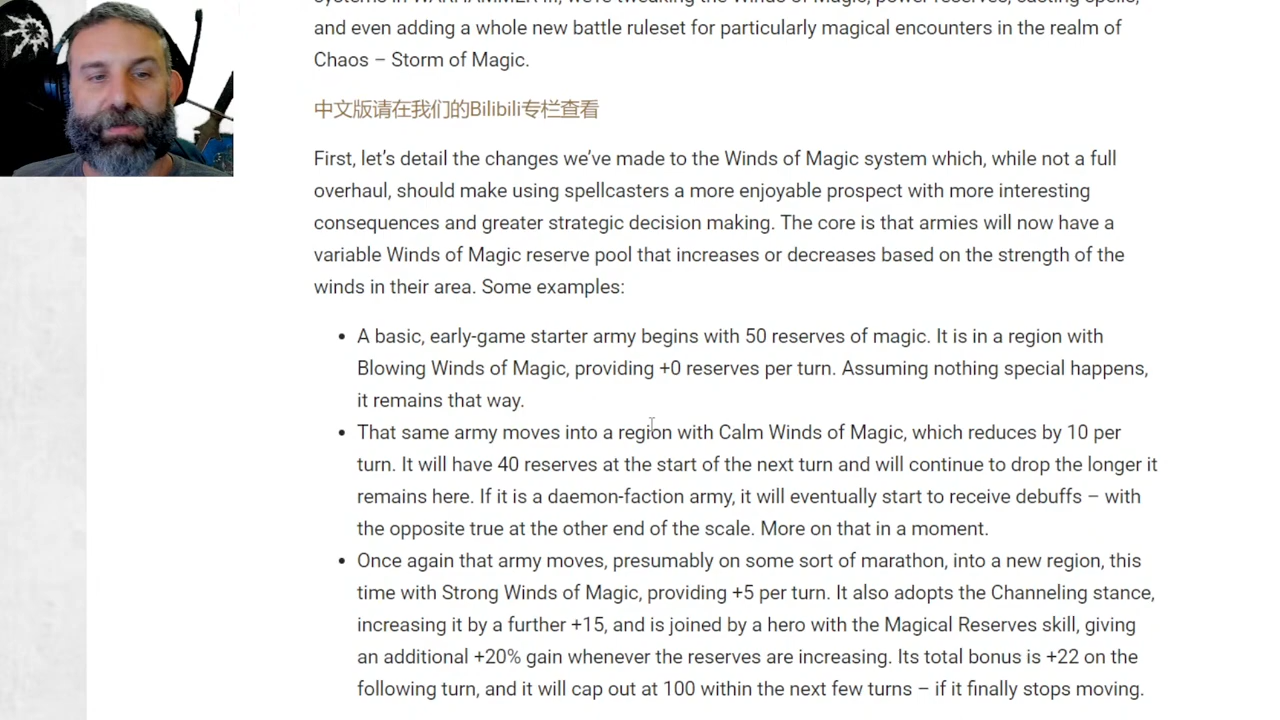 systems in WARHAMMER III, we're tweaking the Winds of Magic, power reserves, casting spells,
and even adding a whole new battle ruleset for particularly magical encounters in the realm of
Chaos – Storm of Magic.
中文版请在我们的Bilibili专栏查看
First, let's detail the changes we've made to the Winds of Magic system which, while not a full
overhaul, should make using spellcasters a more enjoyable prospect with more interesting
consequences and greater strategic decision making. The core is that armies will now have a
variable Winds of Magic reserve pool that increases or decreases based on the strength of the
winds in their area. Some examples:
• A basic, early-game starter army begins with 50 reserves of magic. It is in a region with
Blowing Winds of Magic, providing +0 reserves per turn. Assuming nothing special happens,
it remains that way.
• That same army moves into a region with Calm Winds of Magic, which reduces by 10 per
turn. It will have 40 reserves at the start of the next turn and will continue to drop the longer it
remains here. If it is a daemon-faction army, it will eventually start to receive debuffs – with
the opposite true at the other end of the scale. More on that in a moment.
• Once again that army moves, presumably on some sort of marathon, into a new region, this
time with Strong Winds of Magic, providing +5 per turn. It also adopts the Channeling stance,
increasing it by a further +15, and is joined by a hero with the Magical Reserves skill, giving
an additional +20% gain whenever the reserves are increasing. Its total bonus is +22 on the
following turn, and it will cap out at 100 within the next few turns – if it finally stops moving.